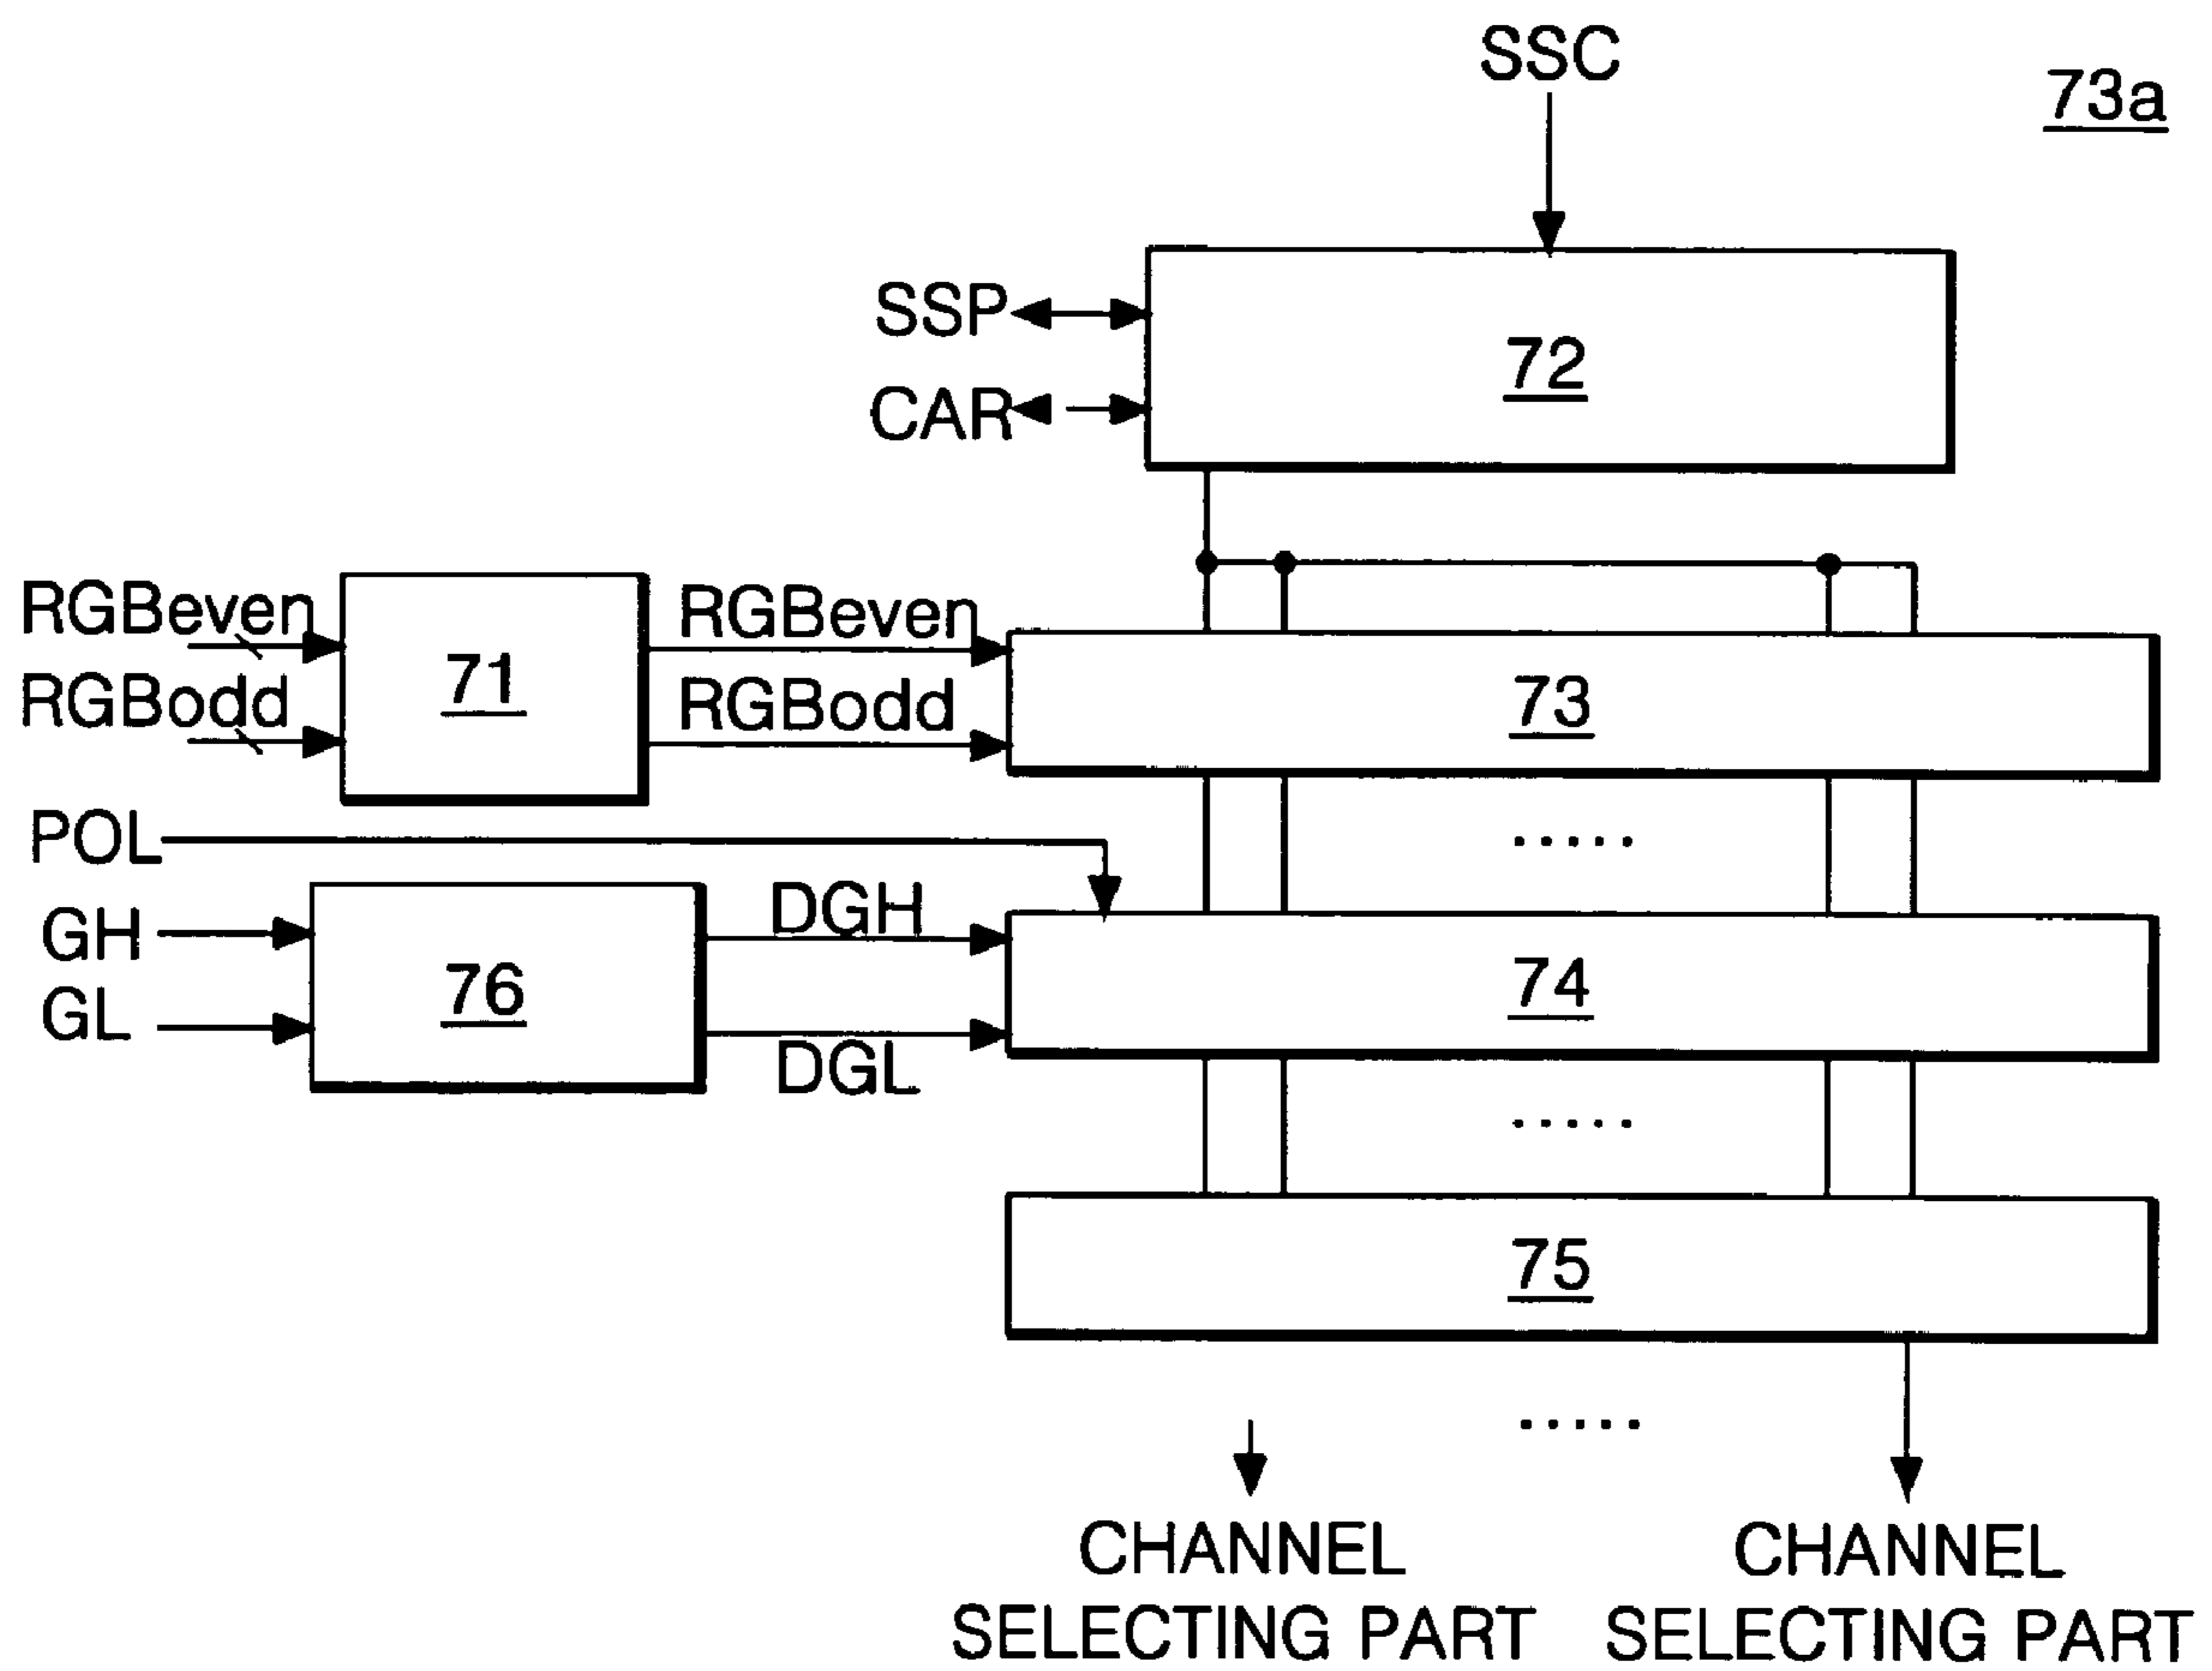 SSC
73a
SSP
72
CAR
RGBeven
RGBeven
71
73
RGBodd
RGBodd
POL
DGH
GH
76
74
GL
DGL
75
CHANNEL
SELECTING PART
CHANNEL
SELECTING PART